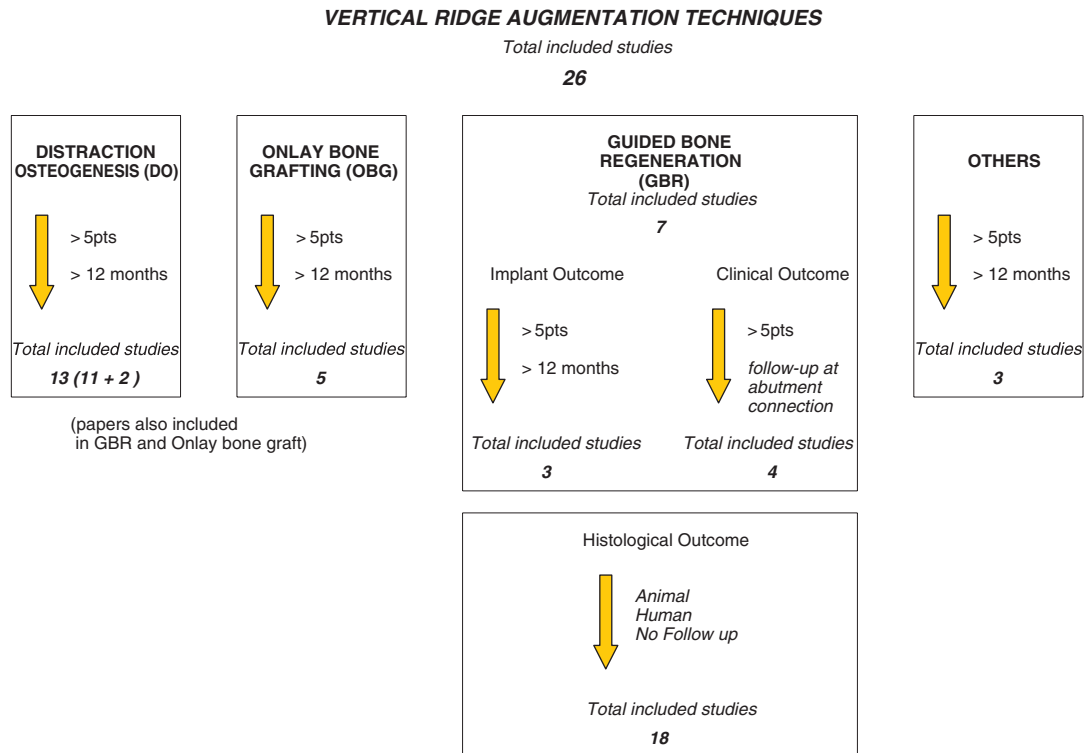 VERTICAL RIDGE AUGMENTATION TECHNIQUES
Total included studies
26
DISTRACTION
OSTEOGENESIS (DO)
> 5pts
> 12 months
Total included studies
13 (11 + 2 )
(papers also included
in GBR and Onlay bone graft)
ONLAY BONE
GRAFTING (OBG)
> 5pts
> 12 months
Total included studies
5
GUIDED BONE
REGENERATION
(GBR)
Total included studies
7
Implant Outcome
> 5pts
> 12 months
Total included studies
3
Clinical Outcome
> 5pts
follow-up at
abutment
connection
Total included studies
4
OTHERS
> 5pts
> 12 months
Total included studies
3
Histological Outcome
Animal
Human
No Follow up
Total included studies
18